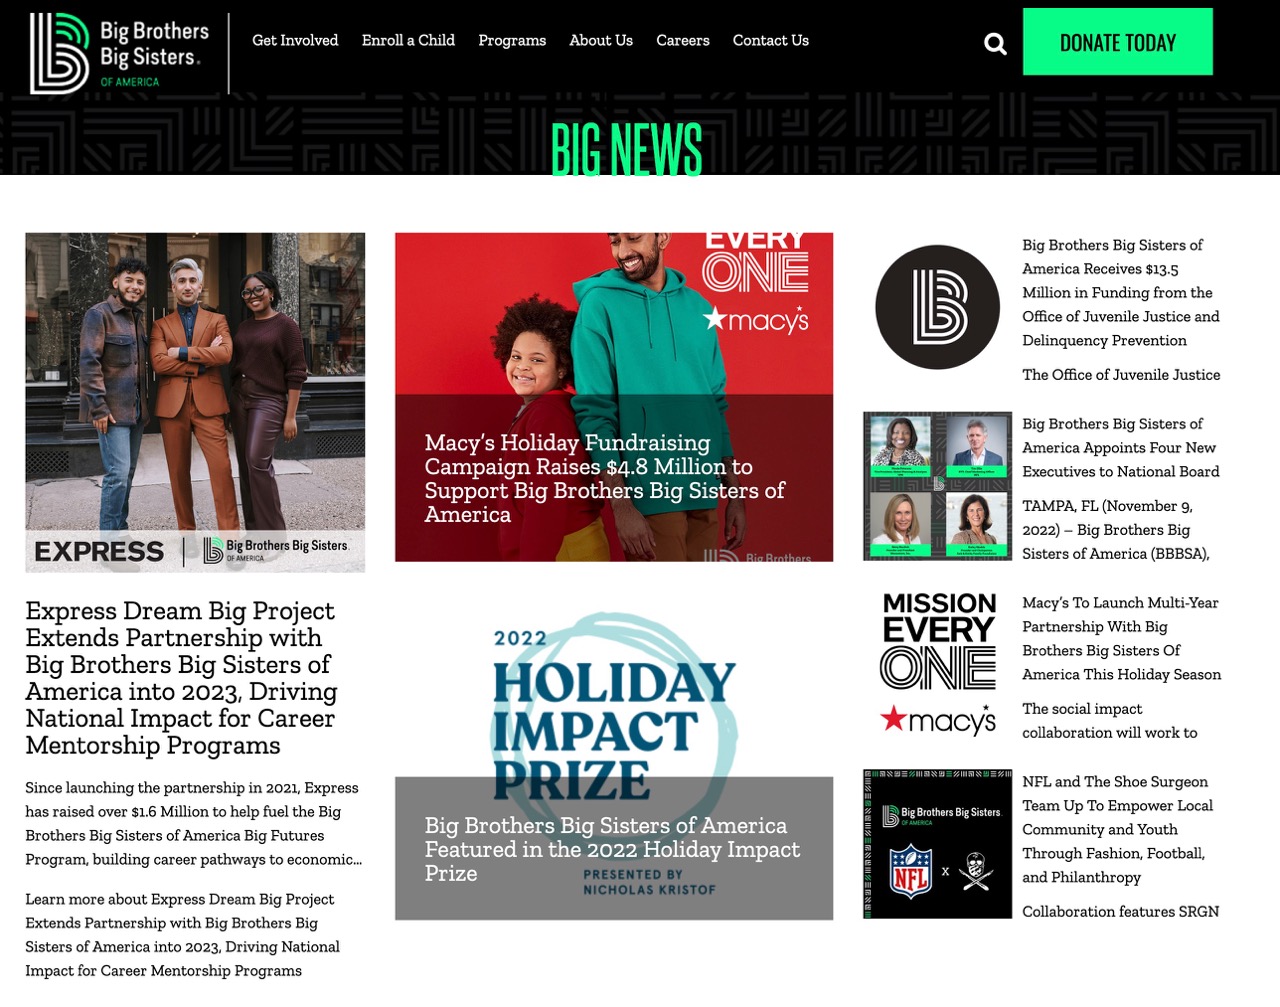 Big Brothers
Big Sisters.
OF AMERICA
Get Involved
Enroll a Child
Programs
About Us
Careers
Contact Us
DONATE TODAY
BIG NEWS
EXPRESS
Big Brothers Big Sisters.
OF AMERICA
Express Dream Big Project
Extends Partnership with
Big Brothers Big Sisters of
America into 2023, Driving
National Impact for Career
Mentorship Programs
Since launching the partnership in 2021, Express
has raised over $1.6 Million to help fuel the Big
Brothers Big Sisters of America Big Futures
Program, building career pathways to economic...
Learn more about Express Dream Big Project
Extends Partnership with Big Brothers Big
Sisters of America into 2023, Driving National
Impact for Career Mentorship Programs
EVERY
ONE
macy's
Macy's Holiday Fundraising
Campaign Raises $4.8 Million to
Support Big Brothers Big Sisters of
America
Big Brothers
2022
HOLIDAY
IMPACT
PRIZE
Big Brothers Big Sisters of America
Featured in the 2022 Holiday Impact
Prize
PRESENTED BY
NICHOLAS KRISTOF
Big Brothers Big Sisters of
America Receives $13.5
Million in Funding from the
Office of Juvenile Justice and
Delinquency Prevention
The Office of Juvenile Justice
Big Brothers Big Sisters of
America Appoints Four New
Executives to National Board
TAMPA, FL (November 9,
2022) – Big Brothers Big
Sisters of America (BBBSA),
MISSION
EVERY
ONE
macy's
Macy's To Launch Multi-Year
Partnership With Big
Brothers Big Sisters Of
America This Holiday Season
The social impact
collaboration will work to
Big Brothers Big Sisters.
OF AMERICA
NFL
x
NFL and The Shoe Surgeon
Team Up To Empower Local
Community and Youth
Through Fashion, Football,
and Philanthropy
Collaboration features SRGN